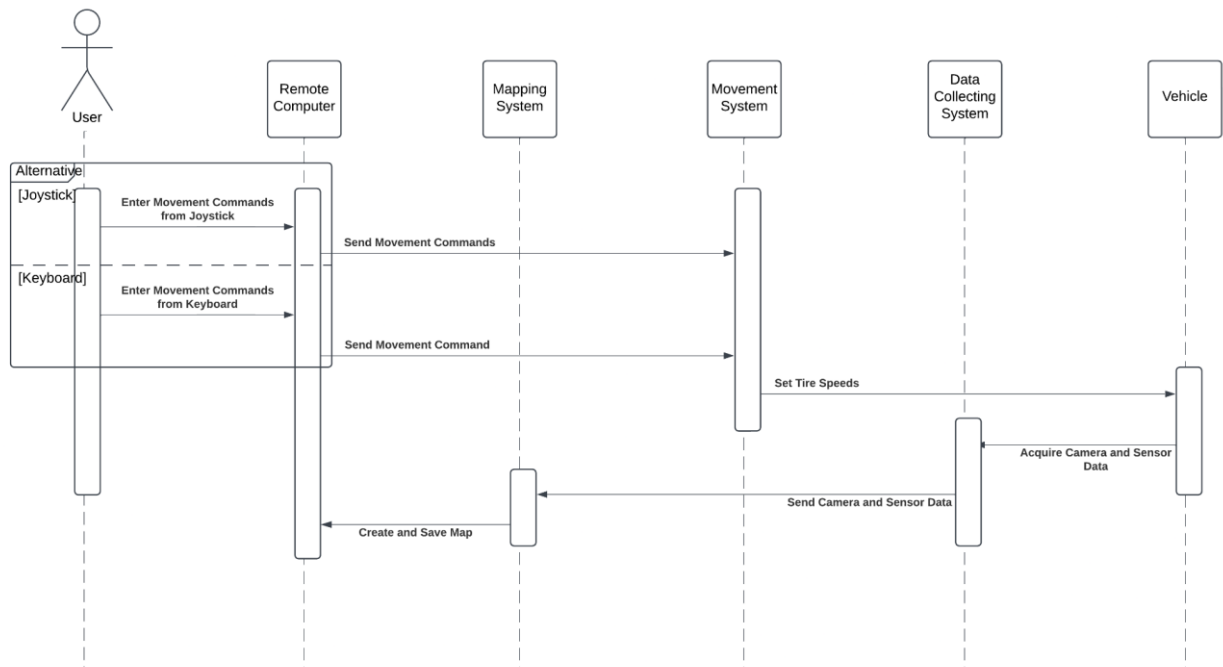 User
Remote
Computer
Mapping
System
Movement
System
Data
Collecting
System
Vehicle
Alternative
[Joystick]
Enter Movement Commands
from Joystick
Send Movement Commands
[Keyboard]
Enter Movement Commands
from Keyboard
Send Movement Command
Set Tire Speeds
Acquire Camera and Sensor
Data
Send Camera and Sensor Data
Create and Save Map